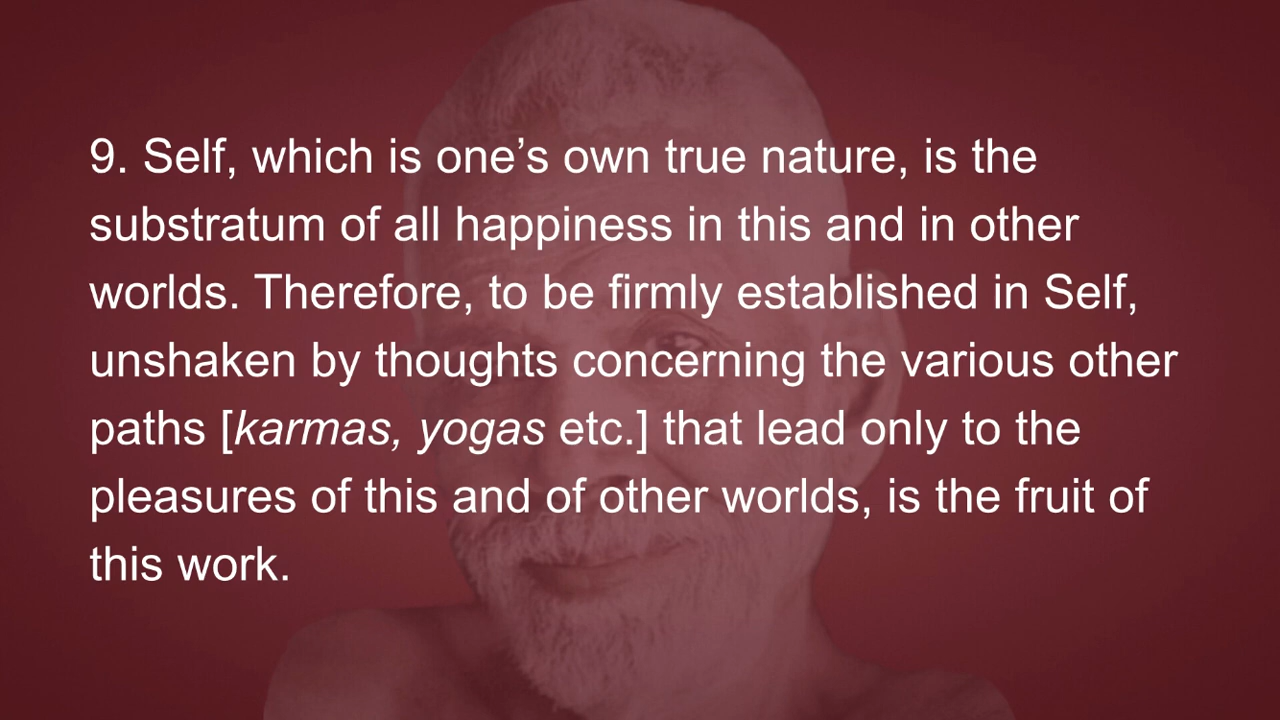 9. Self, which is one’s own true nature, is the
substratum of all happiness in this and in other
worlds. Therefore, to be firmly established in Self,
unshaken by thoughts concerning the various other
paths [karmas, yogas etc.] that lead only to the
pleasures of this and of other worlds, is the fruit of
this work.